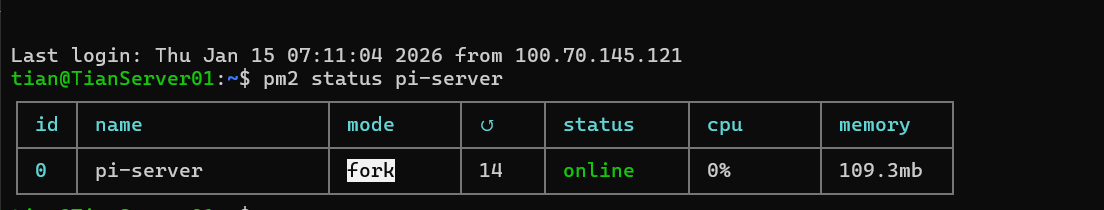 Last login: Thu Jan 15 07:11:04 2026 from 100.70.145.121
tian@TianServer01:~$ pm2 status pi-server
id name mode ↺ status cpu memory
0 pi-server fork 14 online 0% 109.3mb